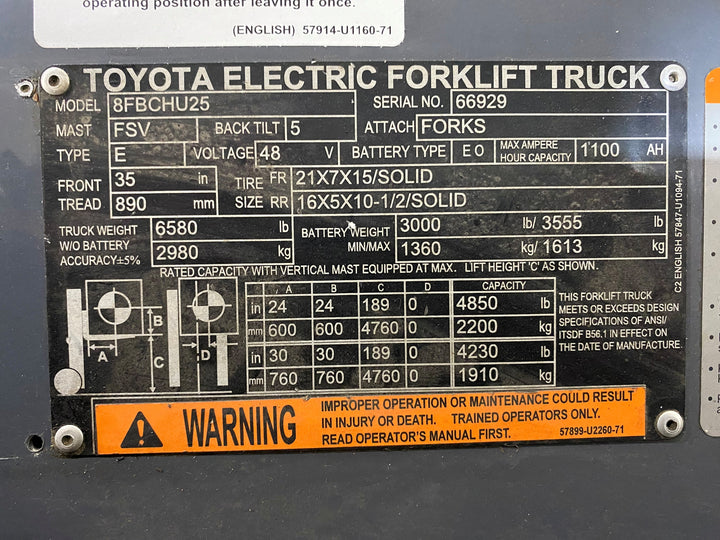 operating position after leaving it once.
(ENGLISH) 57914-U1160-71
TOYOTA ELECTRIC FORKLIFT TRUCK
MODEL 8FBCHU25 SERIAL NO. 66929
MAST FSV BACK TILT 5 ATTACH FORKS
TYPE E VOLTAGE 48 V BATTERY TYPE E O MAX AMPERE HOUR CAPACITY 1100 AH
FRONT TREAD 35 in TIRE SIZE FR 21X7X15/SOLID
890 mm RR 16X5X10-1/2/SOLID
TRUCK WEIGHT W/O BATTERY ACCURACY±5% 6580 lb BATTERY WEIGHT MIN/MAX 3000 lb/ 3555
2980 kg 1360 kg/ 1613
RATED CAPACITY WITH VERTICAL MAST EQUIPPED AT MAX. LIFT HEIGHT 'C' AS SHOWN.
A B C D CAPACITY
in 24 24 189 0 4850 lb
mm 600 600 4760 0 2200 kg
in 30 30 189 0 4230 lb
mm 760 760 4760 0 1910 kg
A B C D
THIS FORKLIFT TRUCK
MEETS OR EXCEEDS DESIGN
SPECIFICATIONS OF ANSI/
ITSDF B56.1 IN EFFECT ON
THE DATE OF MANUFACTURE.
C2 ENGLISH 57847-U1094-71
WARNING
IMPROPER OPERATION OR MAINTENANCE COULD RESULT
IN INJURY OR DEATH. TRAINED OPERATORS ONLY.
READ OPERATOR'S MANUAL FIRST. 57899-U2260-71